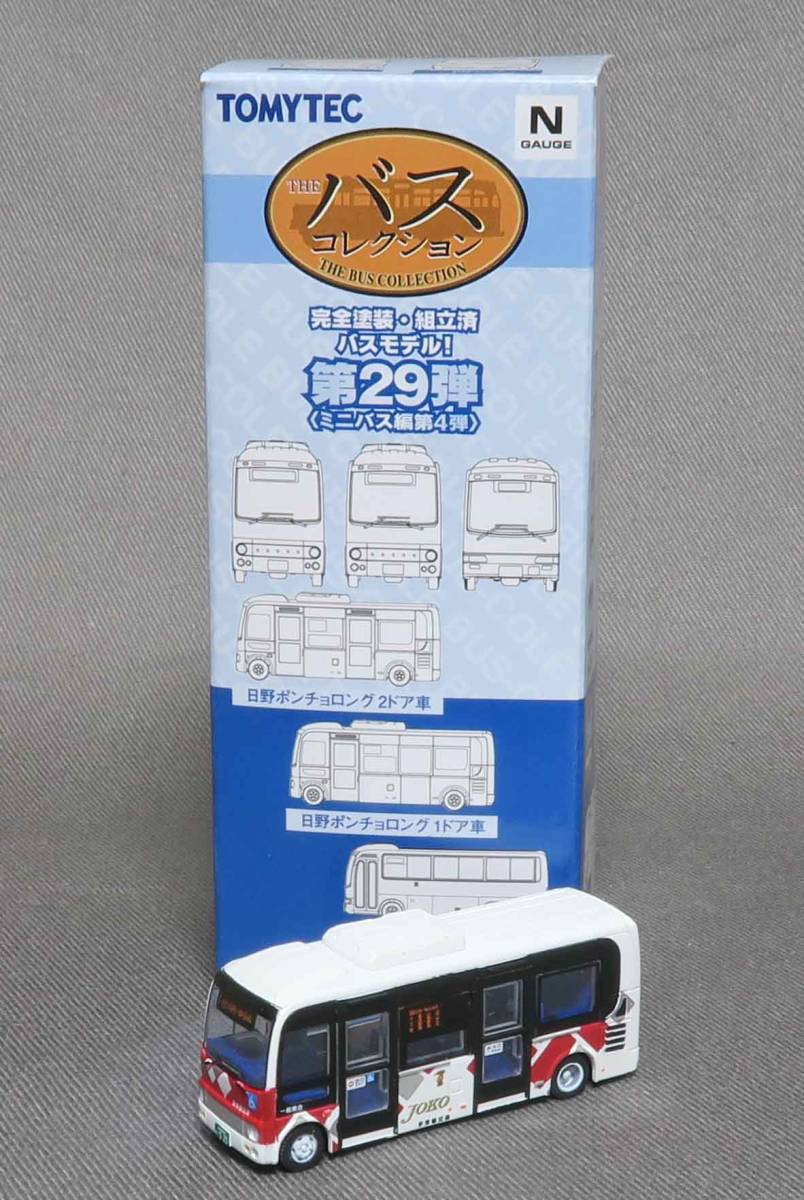 TOMYTEC
N
GAUGE
THE
バス
コレクション
THE BUS COLLECTION
完全塗装・組立済
バスモデル!
第29弾
〈ミニバス編第4弾〉
日野ポンチョロング 2ドア車
日野ポンチョロング 1ドア車
JOKO